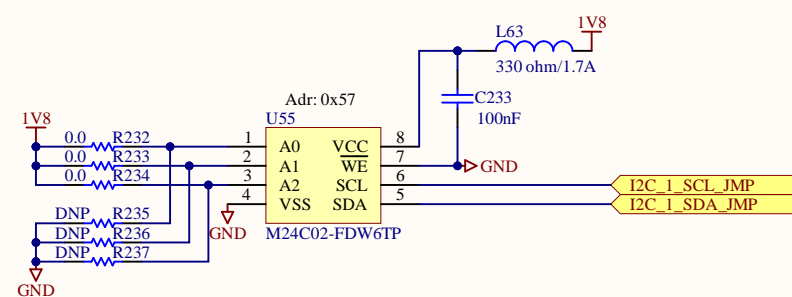 L63
1V8
330 ohm/1.7A
Adr: 0x57
C233
100nF
U55
1V8
0.0 R232
0.0 R233
0.0 R234
1 A0 VCC 8
2 A1 WE 7
GND
3 A2 SCL 6
I2C_1_SCL_JMP
4 VSS SDA 5
I2C_1_SDA_JMP
DNP R235
DNP R236
DNP R237
GND
M24C02-FDW6TP
GND